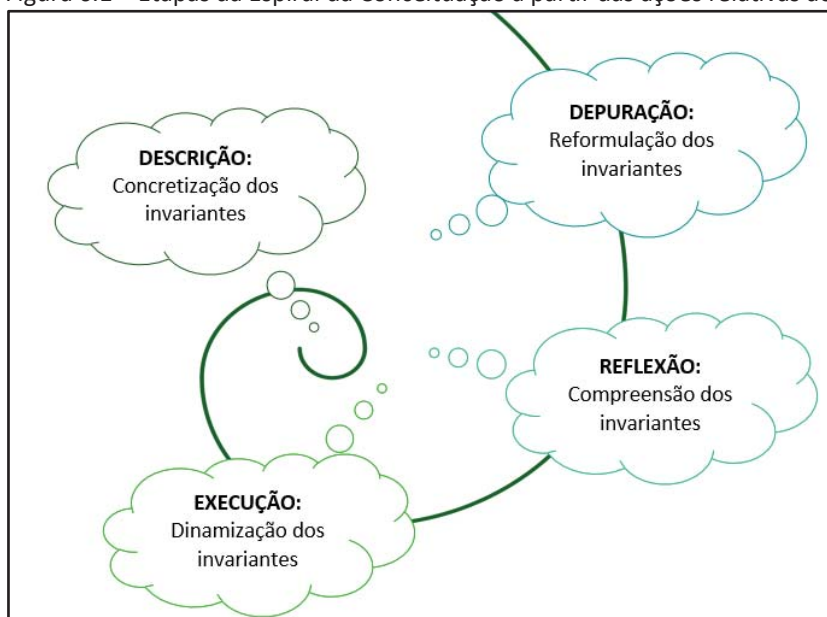 DESCRIÇÃO:
Concretização dos
invariantes
DEPURAÇÃO:
Reformulação dos
invariantes
REFLEXÃO:
Compreensão dos
invariantes
EXECUÇÃO:
Dinamização dos
invariantes